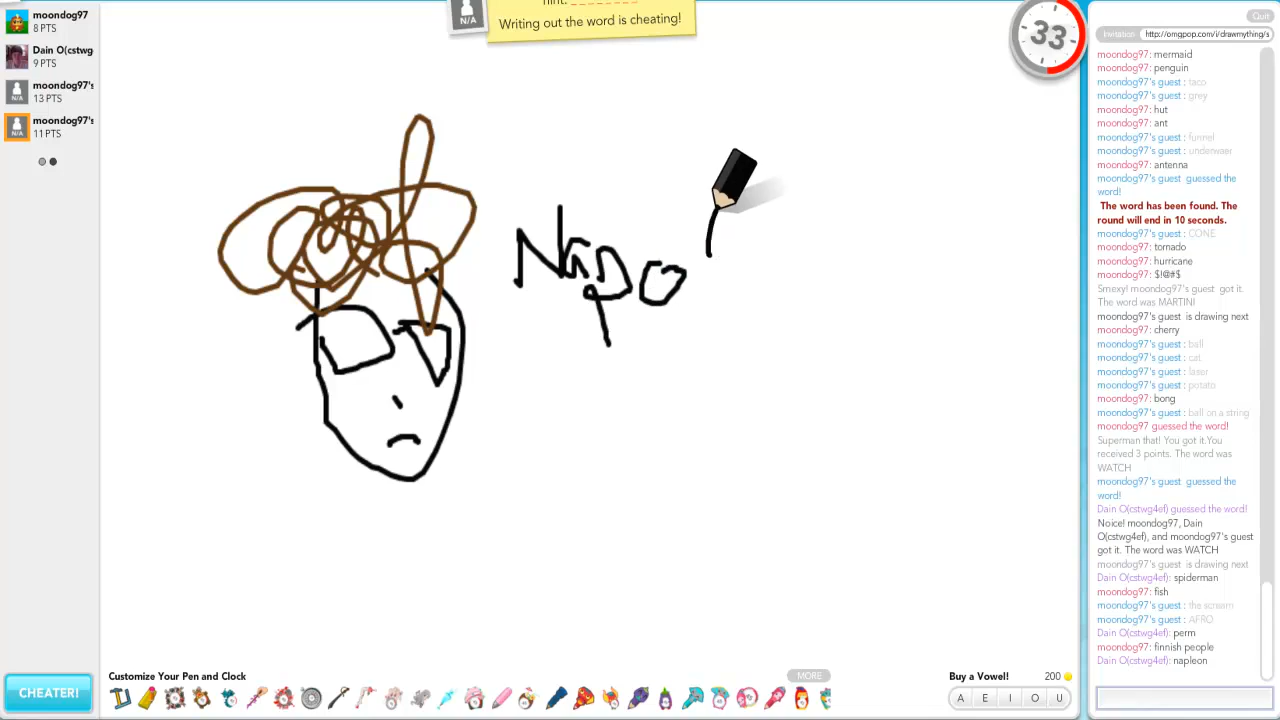 moondog97
8 PTS
Dain O(cstwg
9 PTS
moondog97's
13 PTS
moondog97's
11 PTS
CHEATER!
N/A
hint: _ _ _ _ _ _ _ _
Writing out the word is cheating!
33
NaPO
Customize Your Pen and Clock
MORE
Buy a Vowel!
200
A E I O U
Quit
Invitation http://omgpop.com/i/drawmything/s
moondog97: mermaid
moondog97: penguin
moondog97's guest : taco
moondog97's guest : grey
moondog97: hut
moondog97: ant
moondog97's guest : funnel
moondog97's guest : underwaer
moondog97: antenna
moondog97's guest guessed the
word!
The word has been found. The
round will end in 10 seconds.
moondog97's guest : CONE
moondog97: tornado
moondog97: hurricane
moondog97: $!@#$
Smexy! moondog97's guest got it.
The word was MARTINI
moondog97's guest is drawing next
moondog97: cherry
moondog97's guest : ball
moondog97's guest : cat
moondog97's guest : laser
moondog97's guest : potato
moondog97: bong
moondog97's guest : ball on a string
moondog97 guessed the word!
Superman that! You got it.You
received 3 points. The word was
WATCH
moondog97's guest guessed the
word!
Dain O(cstwg4ef) guessed the word!
Noice! moondog97, Dain
O(cstwg4ef), and moondog97's guest
got it. The word was WATCH
moondog97's guest is drawing next
Dain O(cstwg4ef): spiderman
moondog97: fish
moondog97's guest : the scream
moondog97's guest : AFRO
Dain O(cstwg4ef): perm
moondog97: finnish people
Dain O(cstwg4ef): napleon